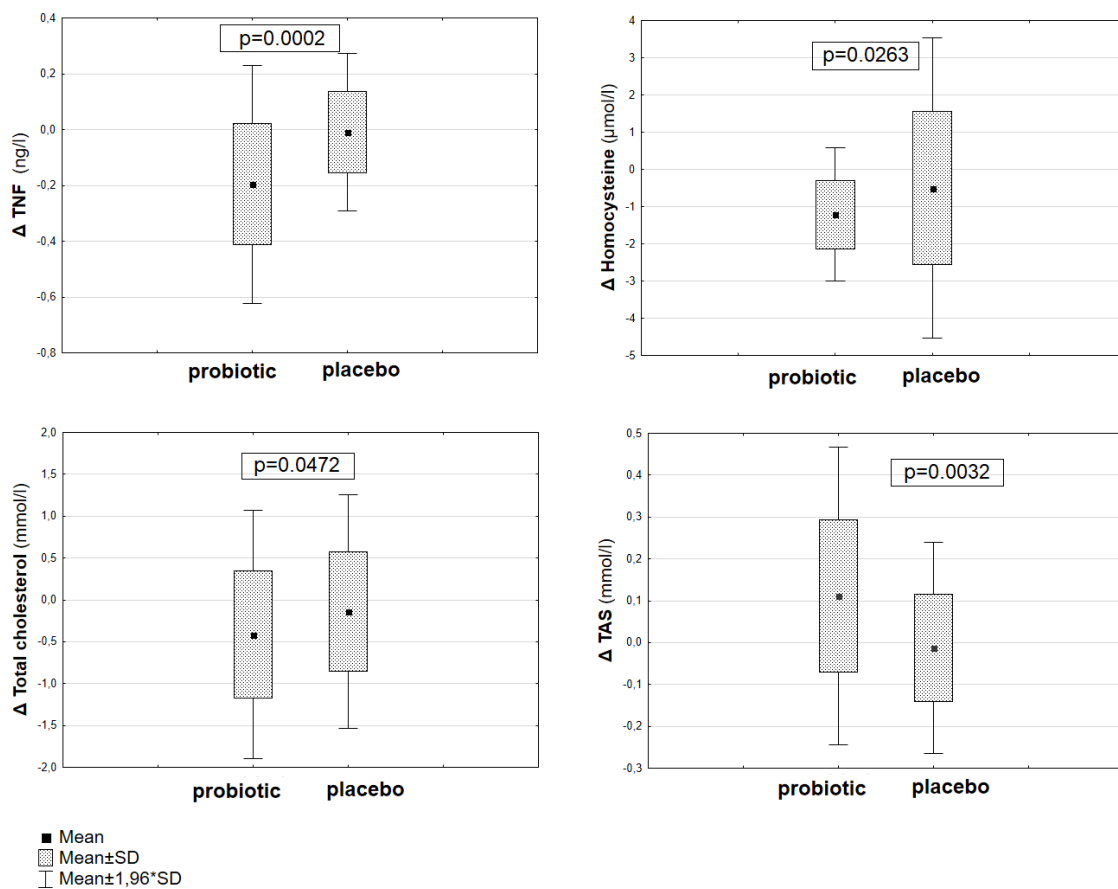 0,4
0,2
0,0
-0,2
-0,4
-0,6
-0,8
Δ TNF (ng/l)
p=0.0002
probiotic
placebo
4
3
2
1
0
-1
-2
-3
-4
-5
Δ Homocysteine (μmol/l)
p=0.0263
probiotic
placebo
2,0
1,5
1,0
0,5
0,0
-0,5
-1,0
-1,5
-2,0
Δ Total cholesterol (mmol/l)
p=0.0472
probiotic
placebo
0,5
0,4
0,3
0,2
0,1
0,0
-0,1
-0,2
-0,3
Δ TAS (mmol/l)
p=0.0032
probiotic
placebo
Mean
Mean±SD
Mean±1,96*SD